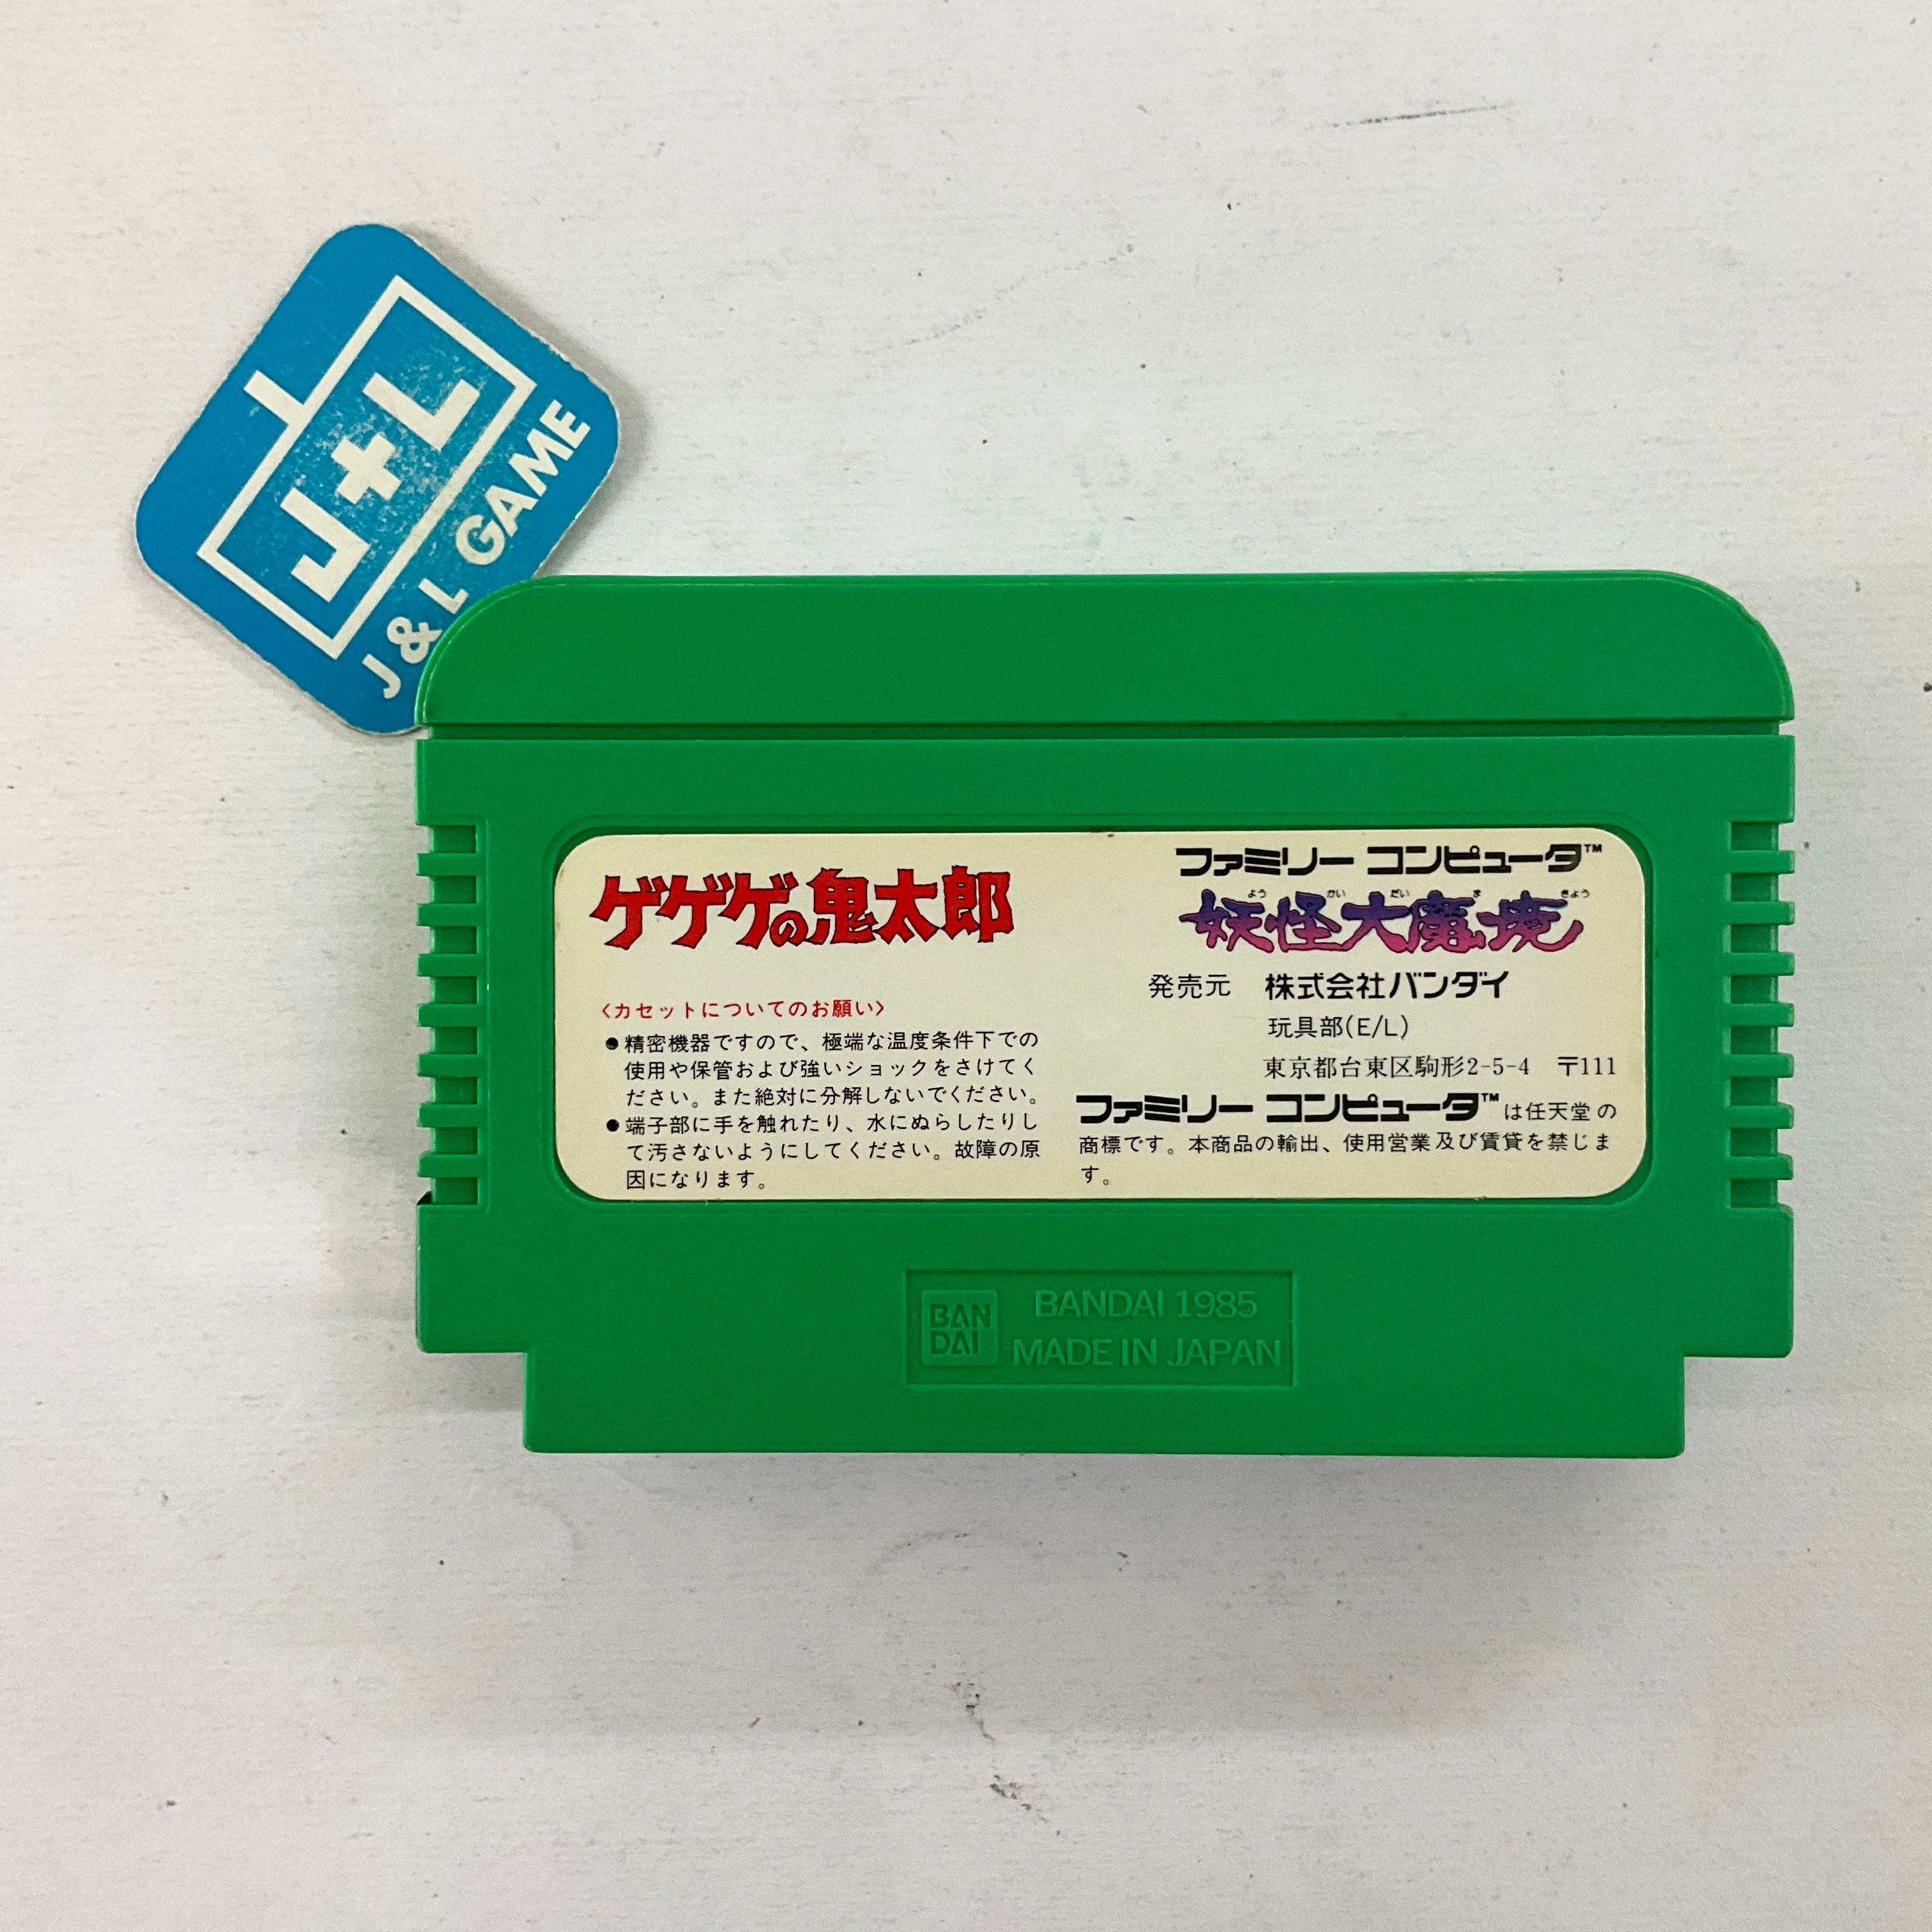 J+L
J & L GAME
ゲゲゲの鬼太郎
〈カセットについてのお願い〉
●精密機器ですので、極端な温度条件下での
使用や保管および強いショックをさけてく
ださい。また絶対に分解しないでください。
●端子部に手を触れたり、水にぬらしたりし
て汚さないようにしてください。故障の原
因になります。
ファミリー コンピュータ™
よう かい だい ま きょう
妖怪大魔境
発売元 株式会社バンダイ
玩具部(E/L)
東京都台東区駒形2-5-4 〒111
ファミリー コンピュータ™は任天堂の
商標です。本商品の輸出、使用営業及び賃貸を禁じま
す。
BAN
DAI
BANDAI 1985
MADE IN JAPAN